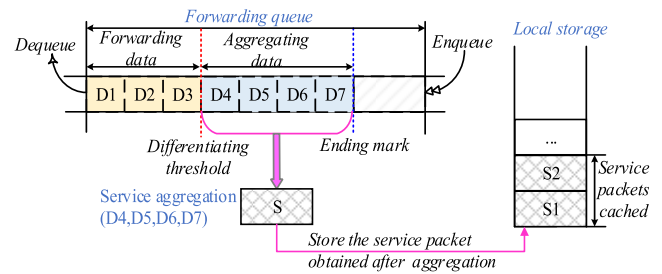 Forwarding queue
Dequeue
Forwarding
data
Aggregating
data
Enqueue
Local storage
D1 D2 D3 D4 D5 D6 D7
Differentiating
threshold
Ending mark
...
S2
S1
Service
packets
cached
Service aggregation
(D4,D5,D6,D7)
S
Store the service packet
obtained after aggregation